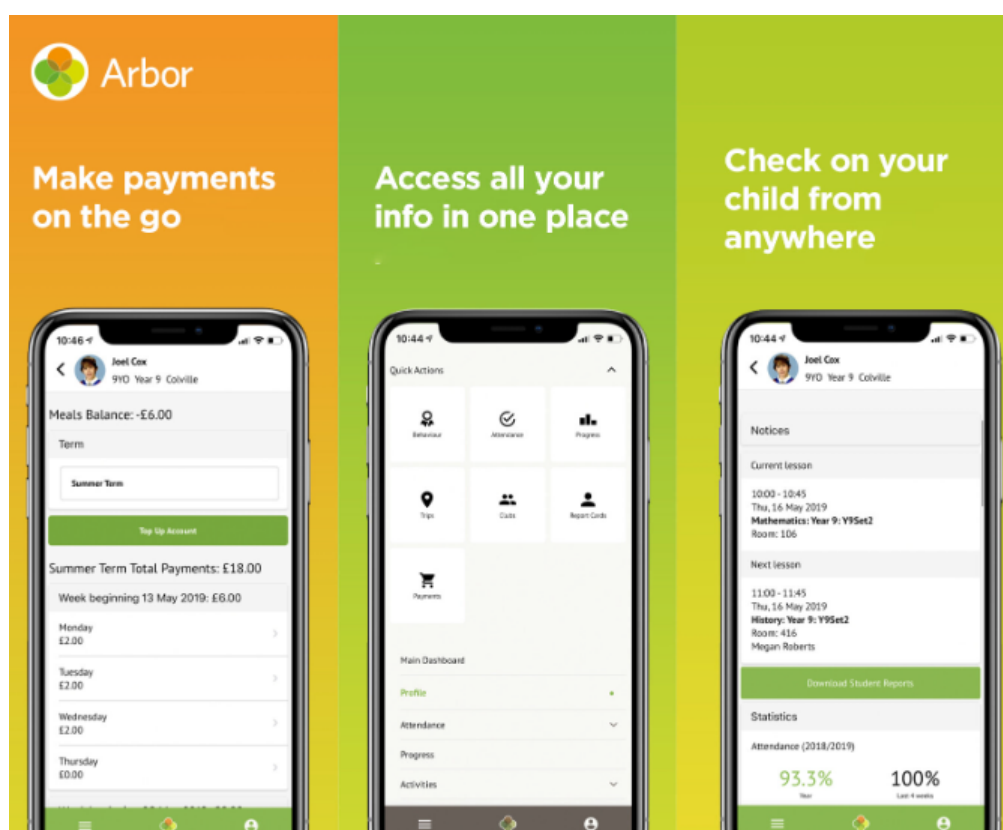 Arbor
Make payments
on the go
10:46
Joel Cox
9YO Year 9 Colville
Meals Balance: -£6.00
Term
Summer Term
Top Up Account
Summer Term Total Payments: £18.00
Week beginning 13 May 2019: £6.00
Monday
£2.00
Tuesday
£2.00
Wednesday
£2.00
Thursday
£0.00
Access all your
info in one place
10:44
Quick Actions
Behaviour
Attendance
Progress
Trips
Clubs
Report Cards
Payments
Main Dashboard
Profile
Attendance
Progress
Activities
Check on your
child from
anywhere
10:44
Joel Cox
9YO Year 9 Colville
Notices
Current lesson
10:00 - 10:45
Thu, 16 May 2019
Mathematics: Year 9: Y9Set2
Room: 106
Next lesson
11:00 - 11:45
Thu, 16 May 2019
History: Year 9: Y9Set2
Room: 416
Megan Roberts
Download Student Reports
Statistics
Attendance (2018/2019)
93.3%
Year
100%
Last 4 weeks